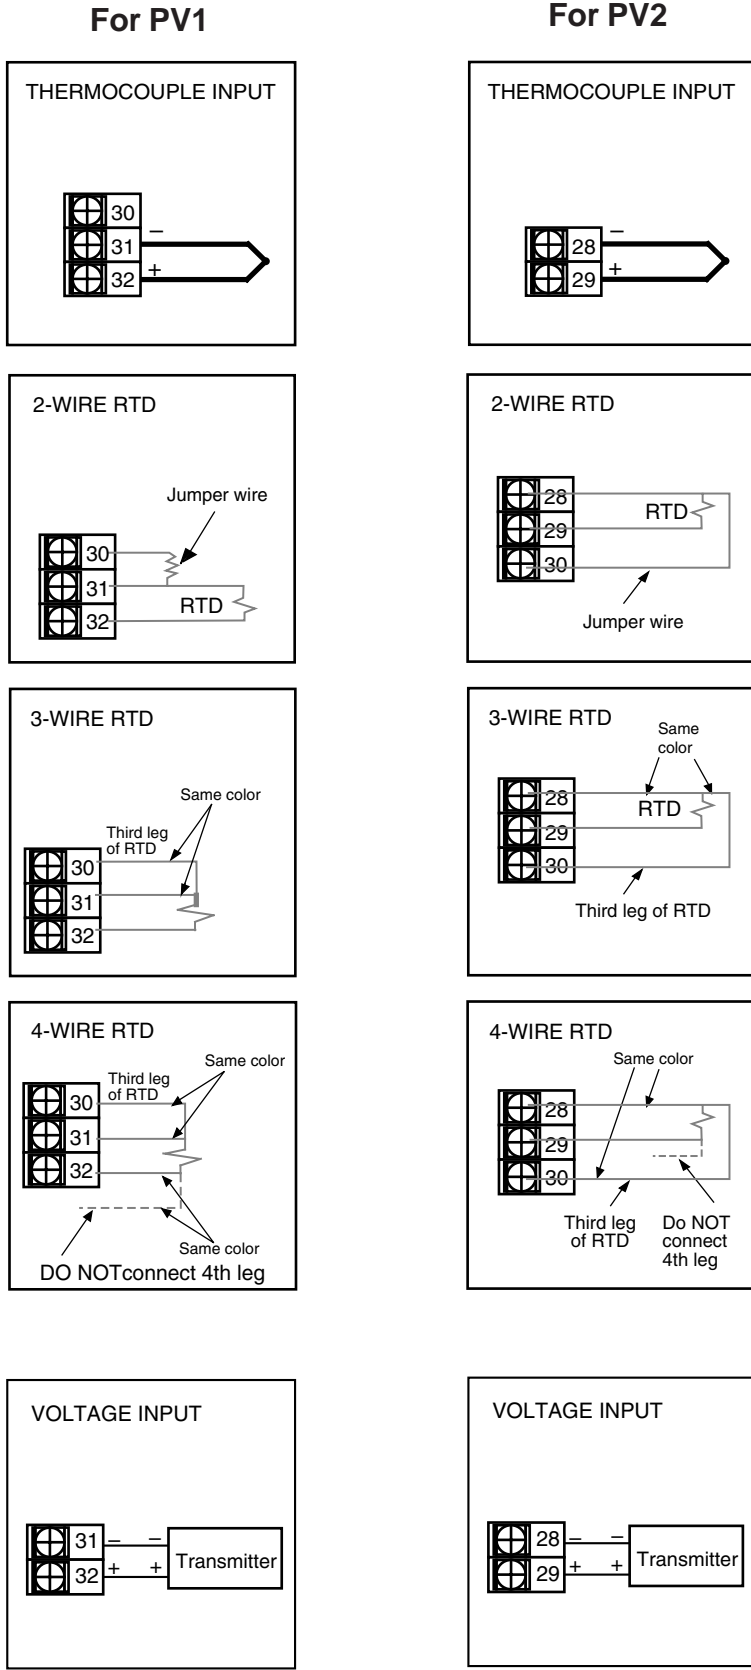 For PV1
THERMOCOUPLE INPUT
30
–
31
+
32
2-WIRE RTD
Jumper wire
30
31
RTD
32
3-WIRE RTD
Same color
Third leg
of RTD
30
31
32
4-WIRE RTD
Same color
Third leg
of RTD
30
31
32
Same color
DO NOTconnect 4th leg
VOLTAGE INPUT
31 – –
Transmitter
32 + +
For PV2
THERMOCOUPLE INPUT
–
28
+
29
2-WIRE RTD
28
RTD
29
30
Jumper wire
3-WIRE RTD
Same
color
28
RTD
29
30
Third leg of RTD
4-WIRE RTD
Same color
28
29
30
Third leg
of RTD
Do NOT
connect
4th leg
VOLTAGE INPUT
28 – –
Transmitter
29 + +